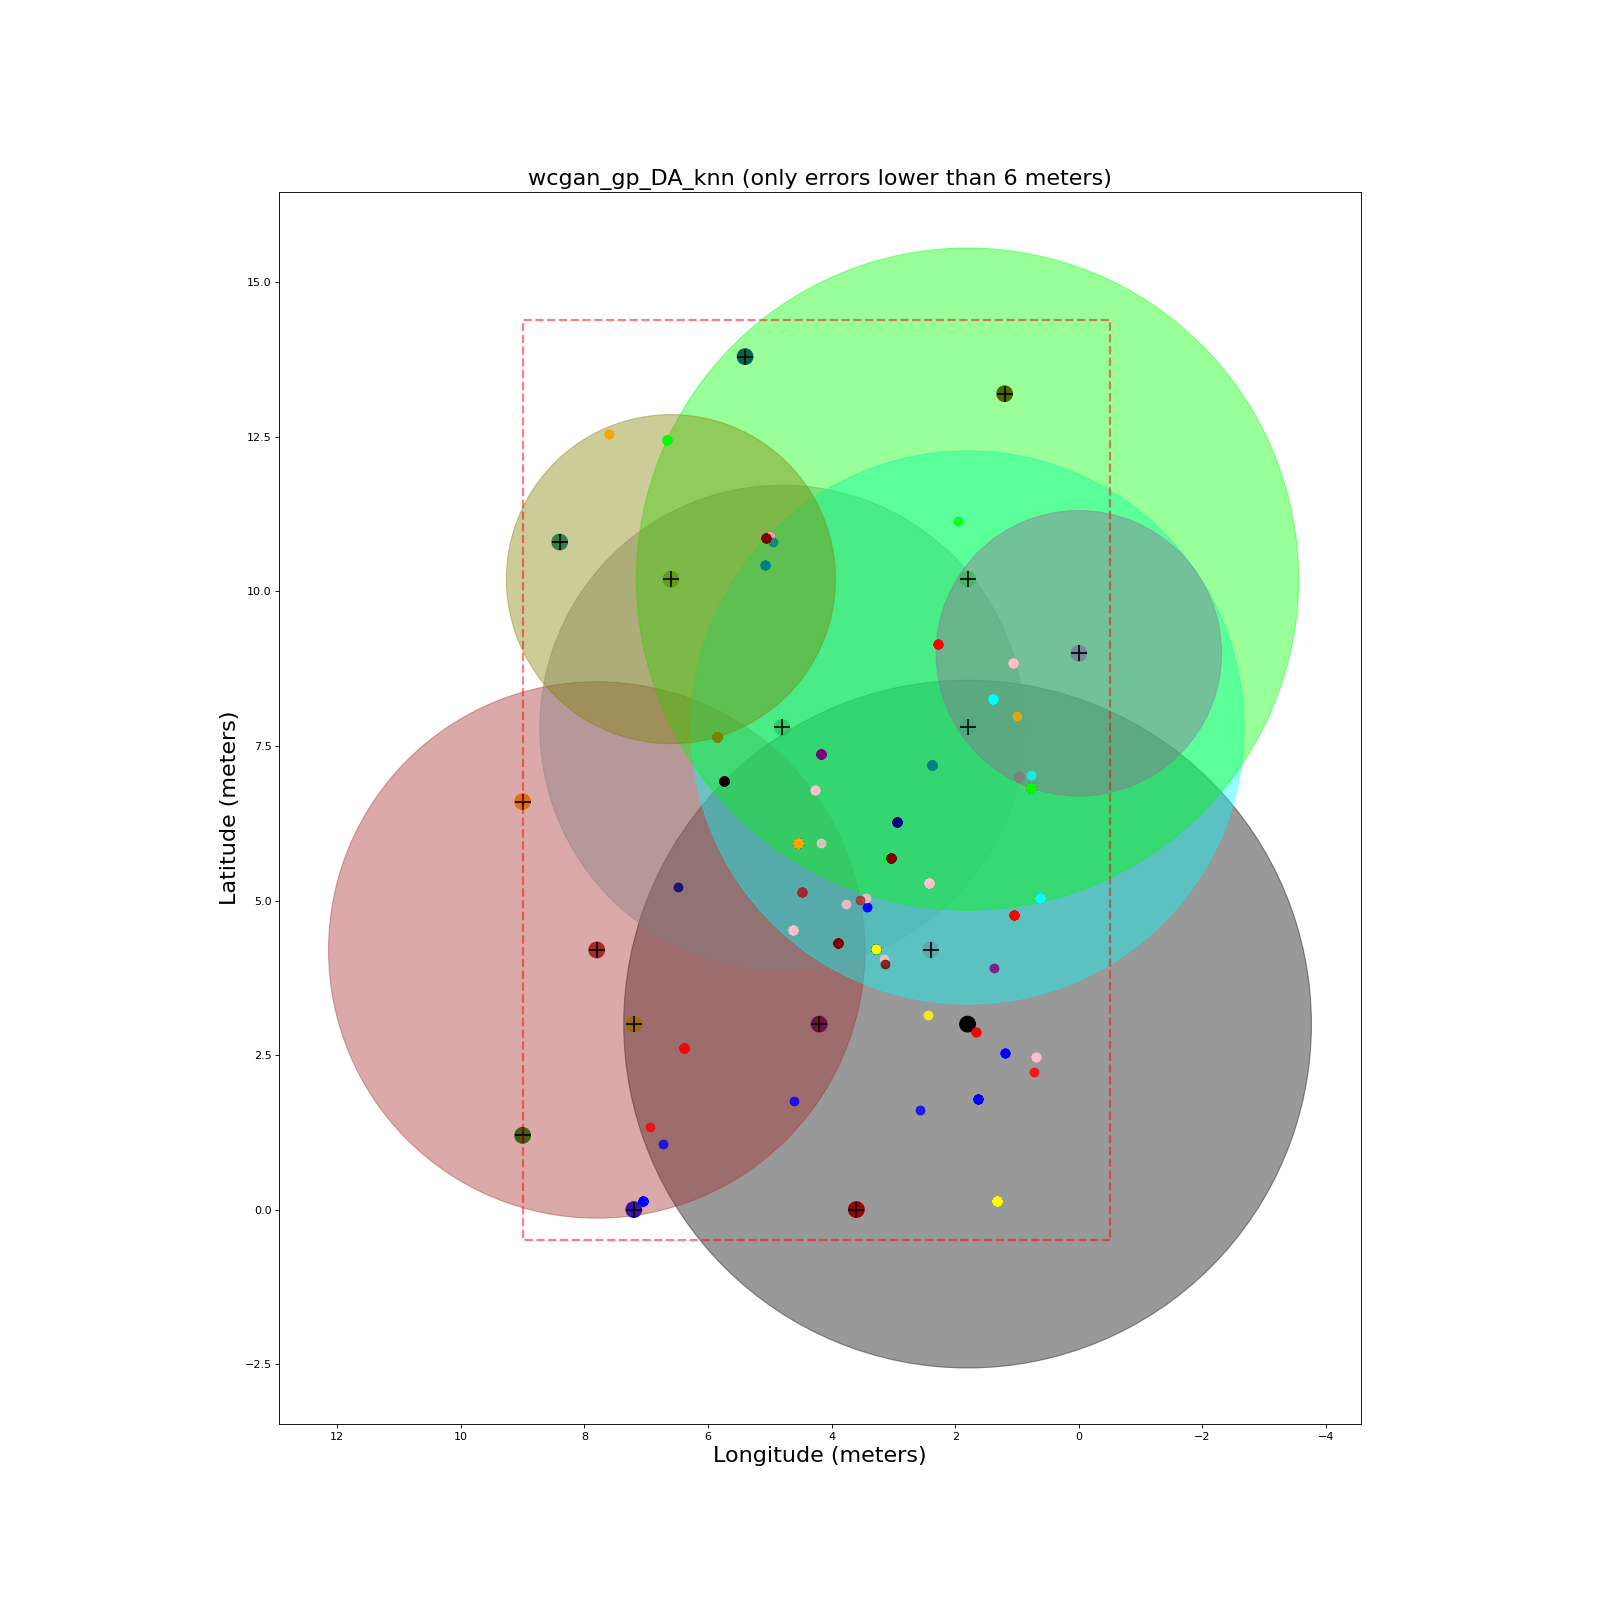 wcgan_gp_DA_knn (only errors lower than 6 meters)
15.0
12.5
10.0
7.5
5.0
2.5
0.0
−2.5
Latitude (meters)
12 10 8 6 4 2 0 −2 −4
Longitude (meters)